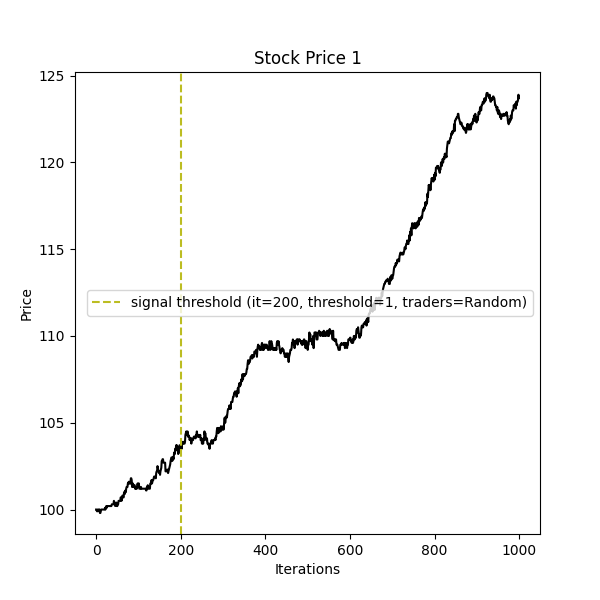 Stock Price 1
125
120
115
110
105
100
Price
signal threshold (it=200, threshold=1, traders=Random)
0 200 400 600 800 1000
Iterations